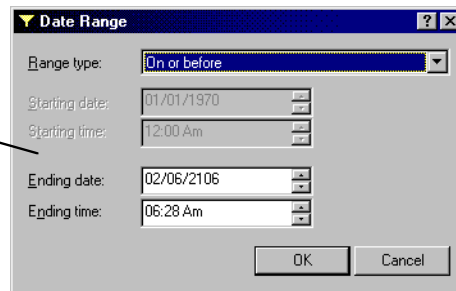 Date Range
Range type: On or before
Starting date: 01/01/1970
Starting time: 12:00 Am
Ending date: 02/06/2106
Ending time: 06:28 Am
OK Cancel